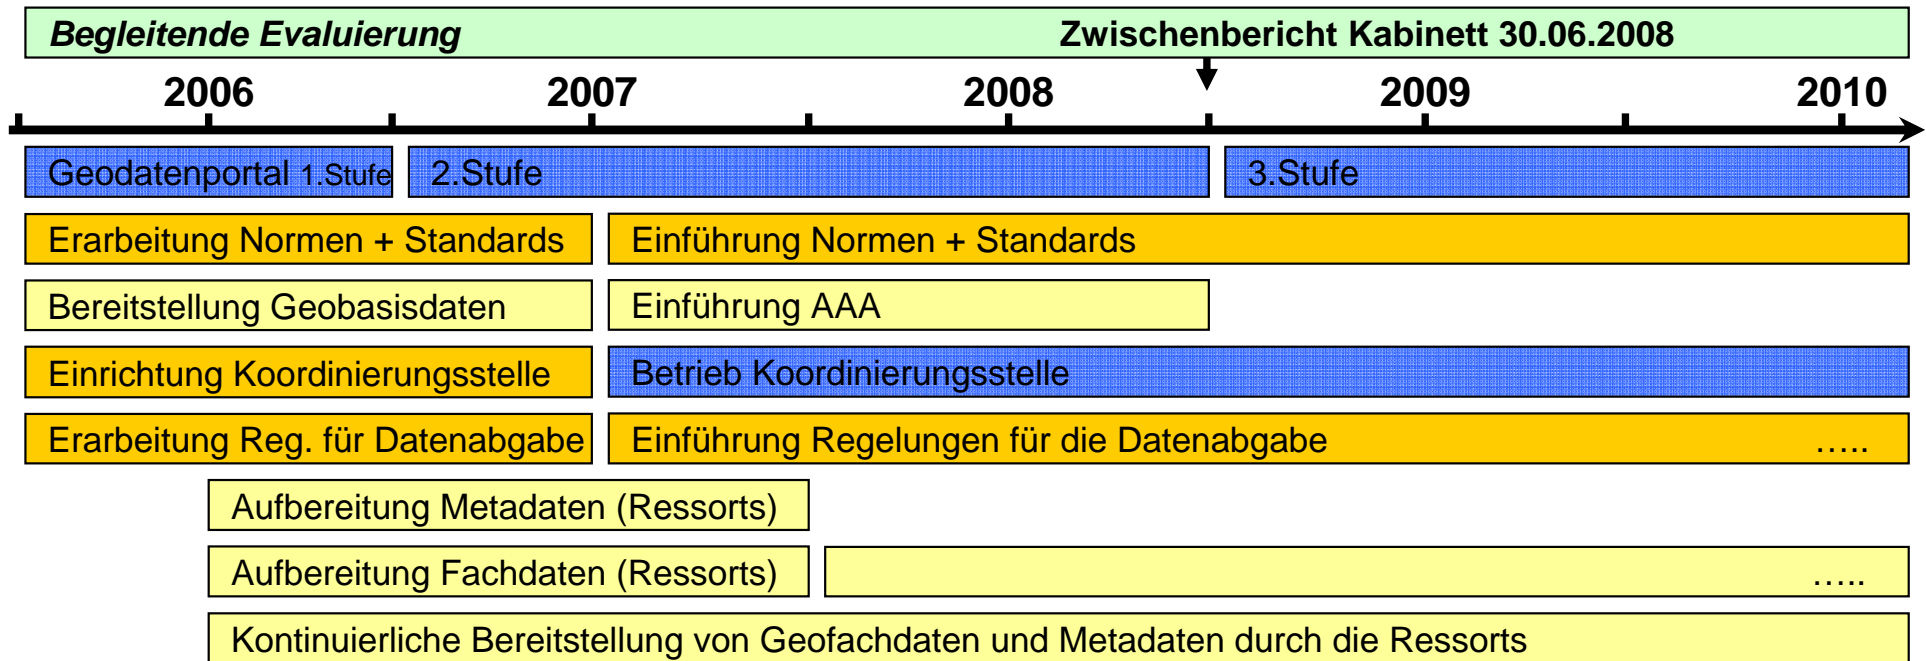 Begleitende Evaluierung Zwischenbericht Kabinett 30.06.2008
2006 2007 2008 2009 2010
Geodatenportal 1.Stufe 2.Stufe 3.Stufe
Erarbeitung Normen + Standards Einführung Normen + Standards
Bereitstellung Geobasisdaten Einführung AAA
Einrichtung Koordinierungsstelle Betrieb Koordinierungsstelle
Erarbeitung Reg. für Datenabgabe Einführung Regelungen für die Datenabgabe …..
Aufbereitung Metadaten (Ressorts)
Aufbereitung Fachdaten (Ressorts) …..
Kontinuierliche Bereitstellung von Geofachdaten und Metadaten durch die Ressorts